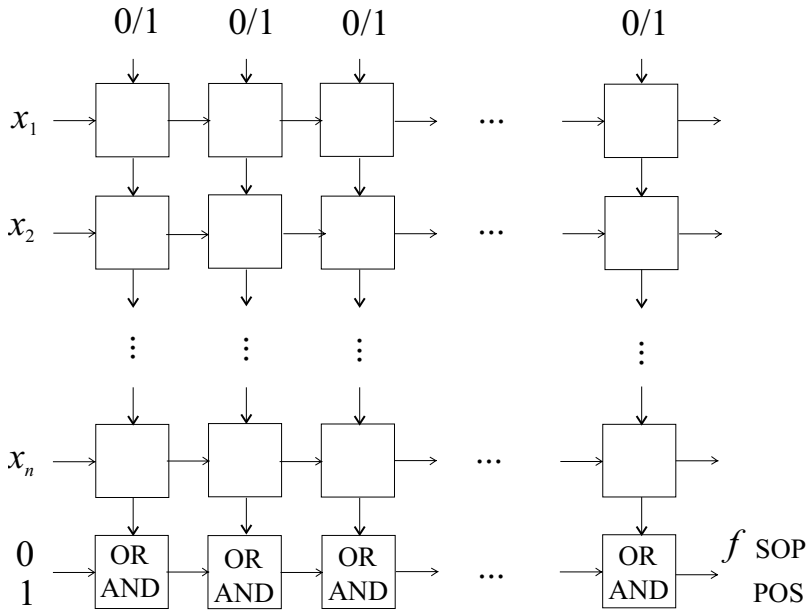 0/1 0/1 0/1 0/1
x₁ ...
x₂ ...
⋮ ⋮ ⋮ ⋮
xₙ ...
0 OR OR OR OR f SOP
1 AND AND AND ... AND POS